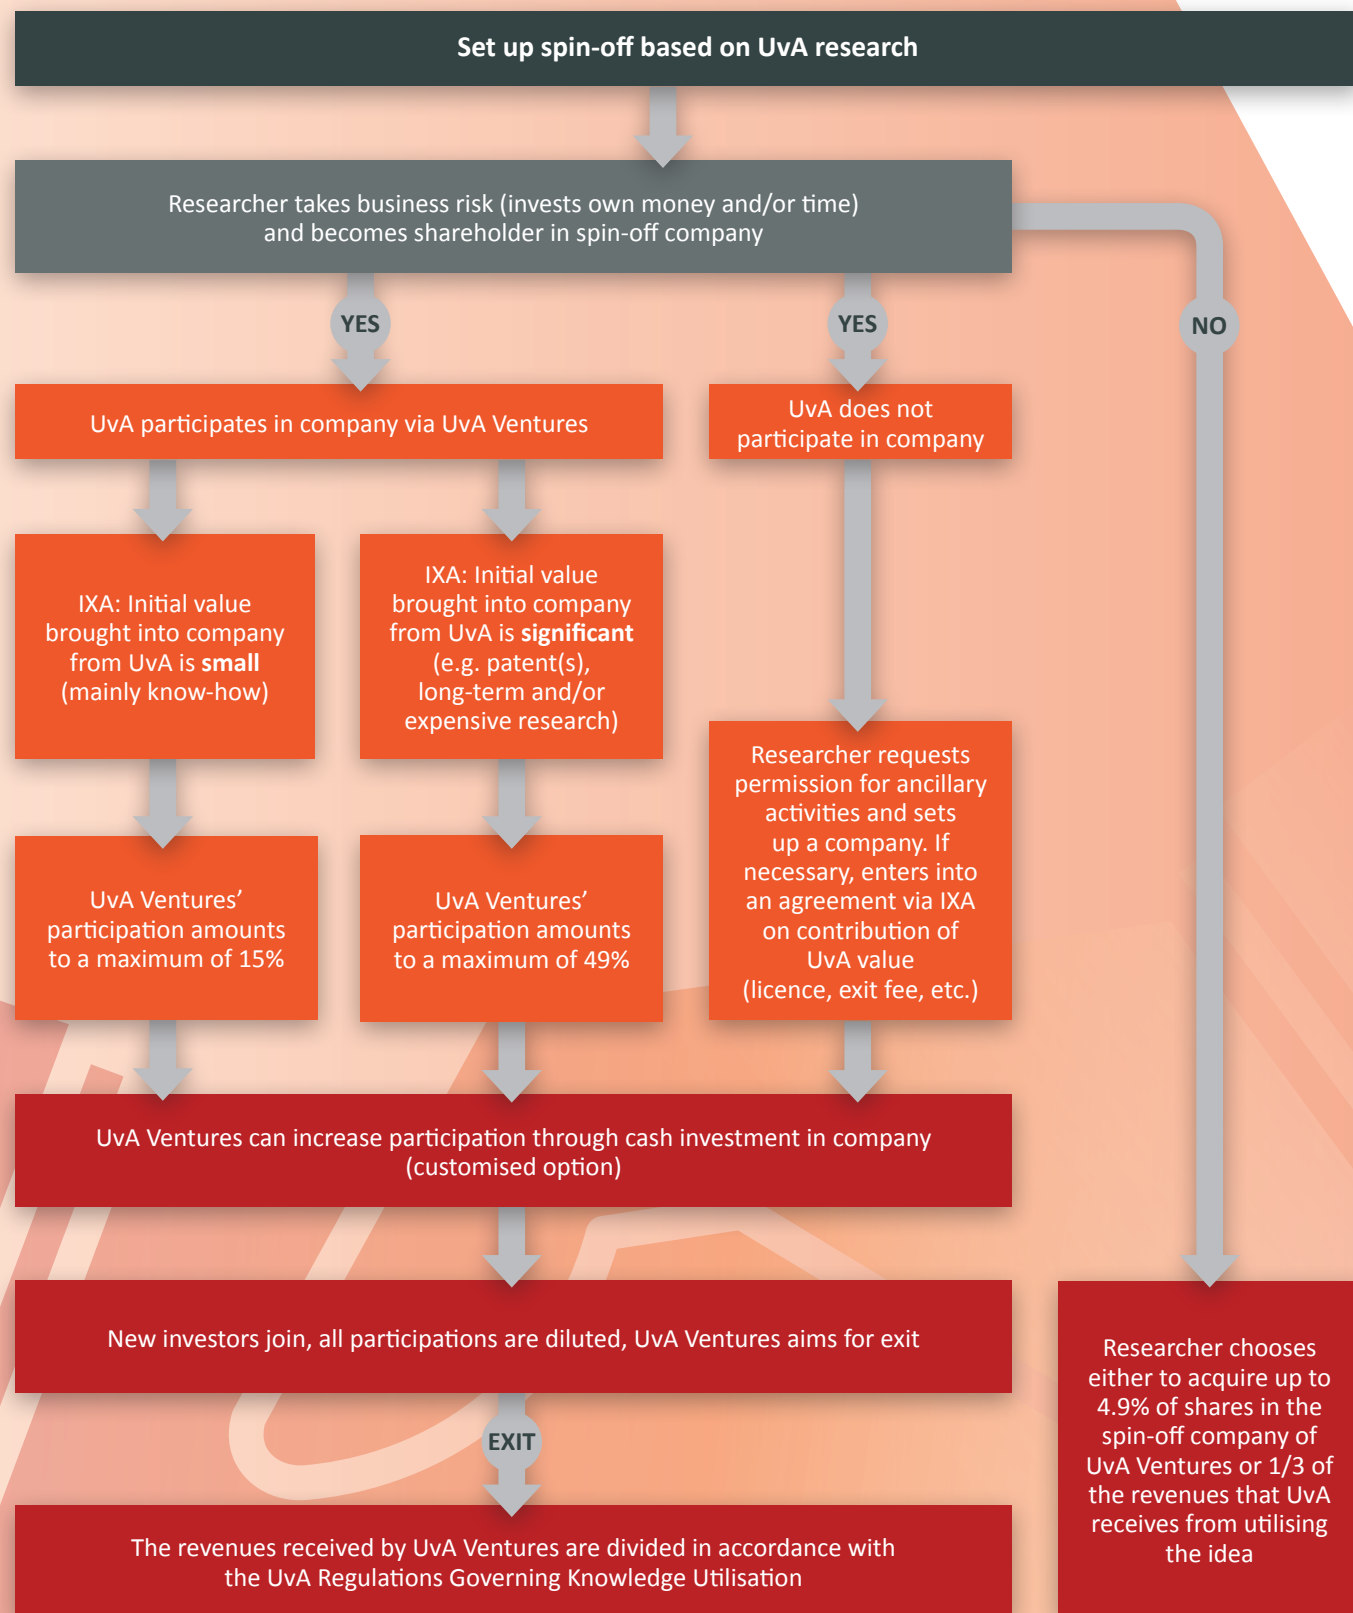 Set up spin-off based on UvA research
Researcher takes business risk (invests own money and/or time)
and becomes shareholder in spin-off company
YES
YES
NO
UvA participates in company via UvA Ventures
UvA does not
participate in company
IXA: Initial value
brought into company
from UvA is small
(mainly know-how)
IXA: Initial value
brought into company
from UvA is significant
(e.g. patent(s),
long-term and/or
expensive research)
Researcher requests
permission for ancillary
activities and sets
up a company. If
necessary, enters into
an agreement via IXA
on contribution of
UvA value
(licence, exit fee, etc.)
UvA Ventures’
participation amounts
to a maximum of 15%
UvA Ventures’
participation amounts
to a maximum of 49%
UvA Ventures can increase participation through cash investment in company
(customised option)
New investors join, all participations are diluted, UvA Ventures aims for exit
EXIT
The revenues received by UvA Ventures are divided in accordance with
the UvA Regulations Governing Knowledge Utilisation
Researcher chooses
either to acquire up to
4.9% of shares in the
spin-off company of
UvA Ventures or 1/3 of
the revenues that UvA
receives from utilising
the idea